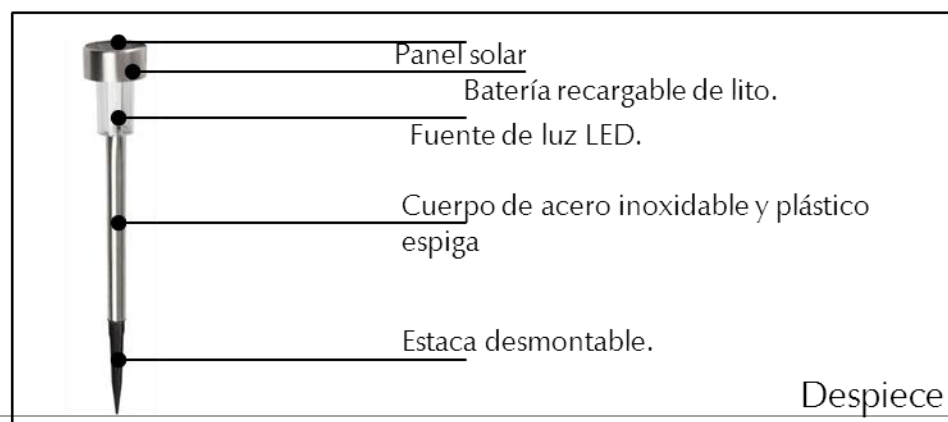 Panel solar
Batería recargable de lito.
Fuente de luz LED.
Cuerpo de acero inoxidable y plástico
espiga
Estaca desmontable.
Despiece